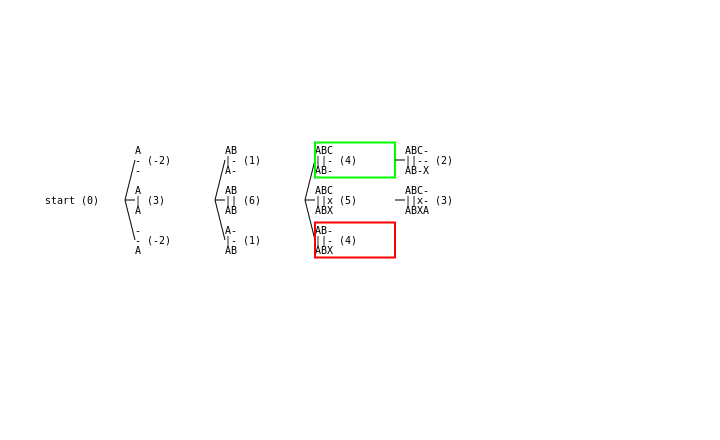 A
- (-2)
-
A
| (3)
A
-
- (-2)
A
start (0)
AB
|- (1)
A-
AB
|| (6)
AB
A-
|- (1)
AB
ABC
||- (4)
AB-
ABC
||x (5)
ABX
AB-
||- (4)
ABX
ABC-
||-- (2)
AB-X
ABC-
||x- (3)
ABXA